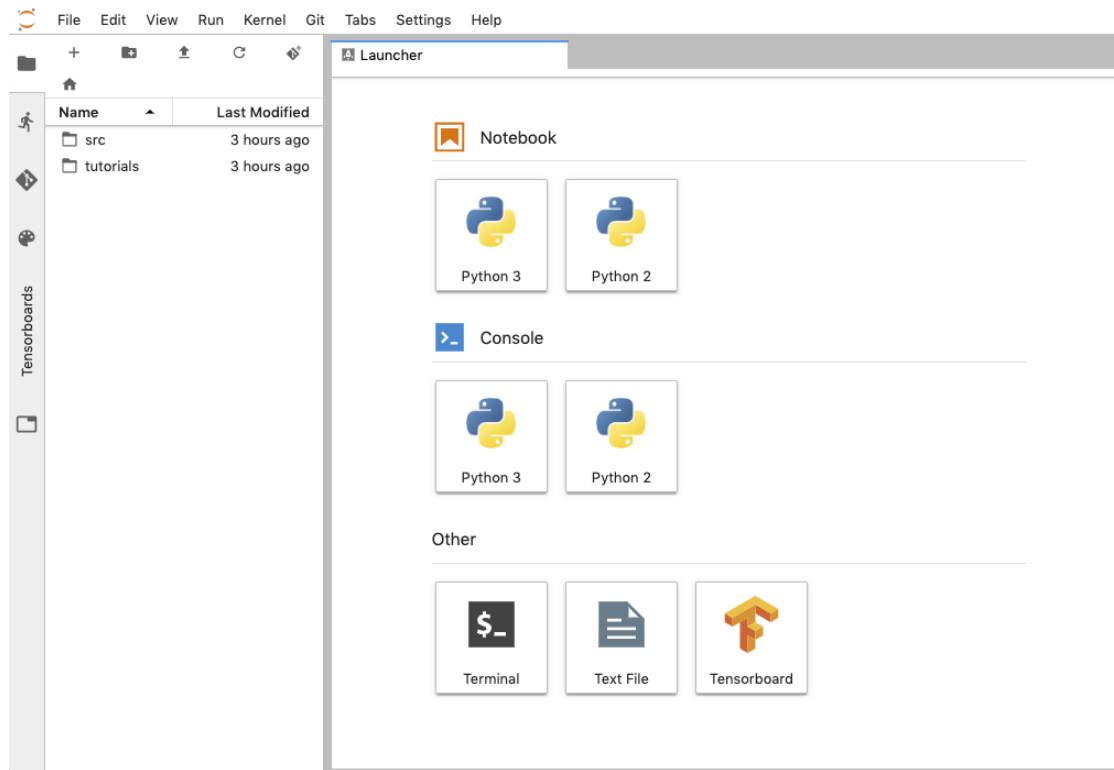 File Edit View Run Kernel Git Tabs Settings Help
Launcher
Name Last Modified
src 3 hours ago
tutorials 3 hours ago
Tensorboards
Notebook
Python 3 Python 2
Console
Python 3 Python 2
Other
$_
Terminal Text File Tensorboard